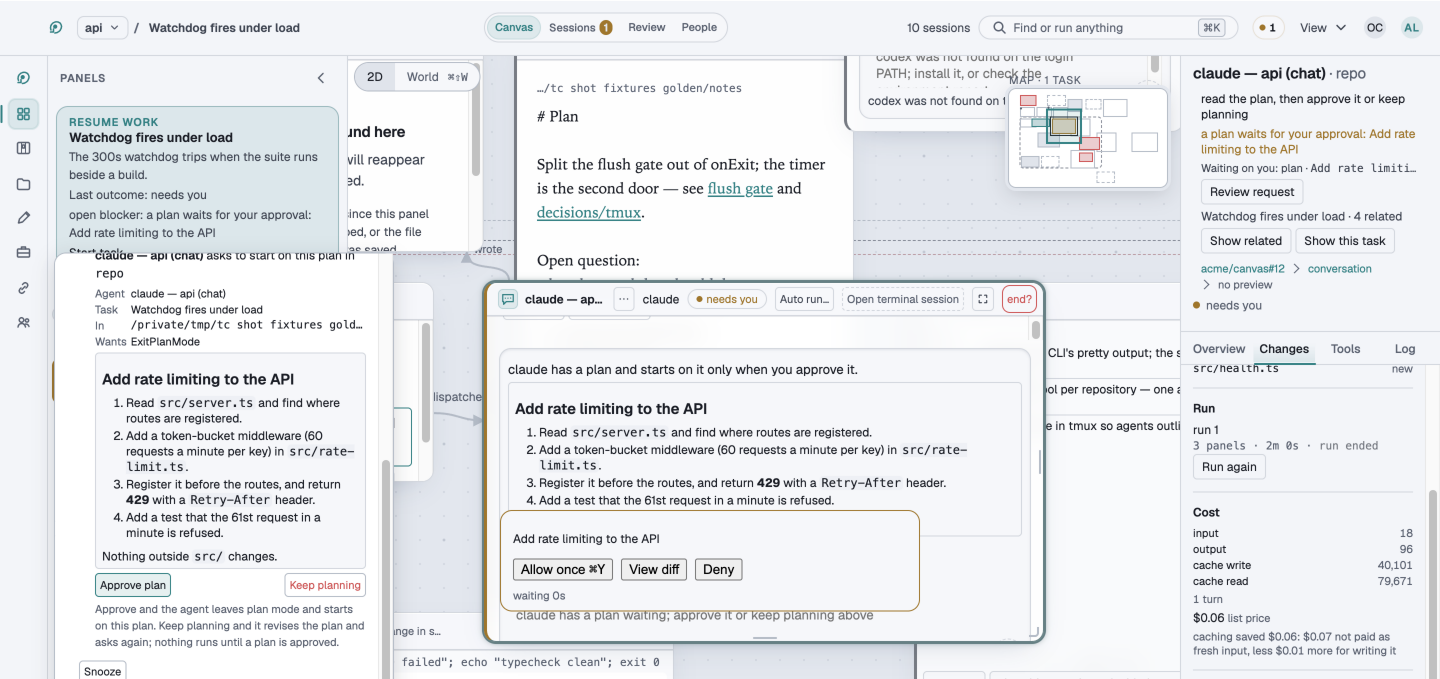 api
/
Watchdog fires under load
Canvas
Sessions 1
Review
People
10 sessions
Find or run anything
⌘K
1
View
OC
AL
PANELS
RESUME WORK
Watchdog fires under load
The 300s watchdog trips when the suite runs
beside a build.
Last outcome: needs you
open blocker: a plan waits for your approval:
Add rate limiting to the API
Start task
2D
World ⌘⇧W
und here
will reappear
ed.
since this panel
ped, or the file
as saved
…/tc shot fixtures golden/notes
# Plan
Split the flush gate out of onExit; the timer
is the second door — see flush gate and
decisions/tmux.
Open question:
codex was not found on the login
PATH; install it, or check the
codex was not found on t
MAP · 1 TASK
wrote
dispatched
claude — api (chat) asks to start on this plan in
repo
Agent claude — api (chat)
Task Watchdog fires under load
In /private/tmp/tc shot fixtures gold…
Wants ExitPlanMode
Add rate limiting to the API
1. Read src/server.ts and find where
routes are registered.
2. Add a token-bucket middleware (60
requests a minute per key) in src/rate-
limit.ts.
3. Register it before the routes, and return
429 with a Retry-After header.
4. Add a test that the 61st request in a
minute is refused.
Nothing outside src/ changes.
Approve plan
Keep planning
Approve and the agent leaves plan mode and starts
on this plan. Keep planning and it revises the plan and
asks again; nothing runs until a plan is approved.
Snooze
claude — ap…
···
claude
needs you
Auto run…
Open terminal session
end?
claude has a plan and starts on it only when you approve it.
Add rate limiting to the API
1. Read src/server.ts and find where routes are registered.
2. Add a token-bucket middleware (60 requests a minute per key) in src/rate-
limit.ts.
3. Register it before the routes, and return 429 with a Retry-After header.
4. Add a test that the 61st request in a minute is refused.
Add rate limiting to the API
Allow once ⌘Y
View diff
Deny
waiting 0s
claude has a plan waiting; approve it or keep planning above
CLI's pretty output; the s
ol per repository — one a
e in tmux so agents outli
ange in s…
failed"; echo "typecheck clean"; exit 0
claude — api (chat) · repo
read the plan, then approve it or keep
planning
a plan waits for your approval: Add rate
limiting to the API
Waiting on you: plan · Add rate limiti…
Review request
Watchdog fires under load · 4 related
Show related
Show this task
acme/canvas#12
conversation
no preview
needs you
Overview
Changes
Tools
Log
src/health.ts new
Run
run 1
3 panels · 2m 0s · run ended
Run again
Cost
input 18
output 96
cache write 40,101
cache read 79,671
1 turn
$0.06 list price
caching saved $0.06: $0.07 not paid as
fresh input, less $0.01 more for writing it